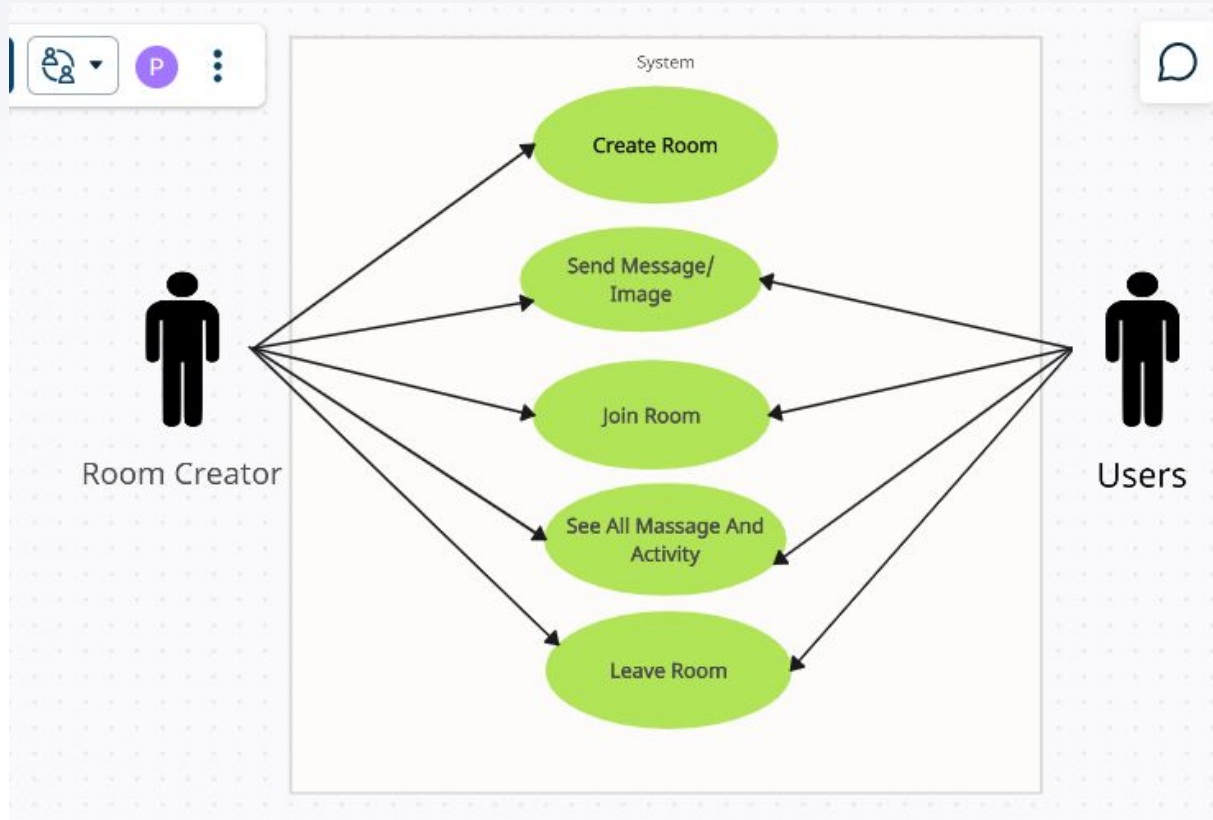 P
System
Create Room
Send Message/
Image
Join Room
See All Massage And
Activity
Leave Room
Room Creator
Users